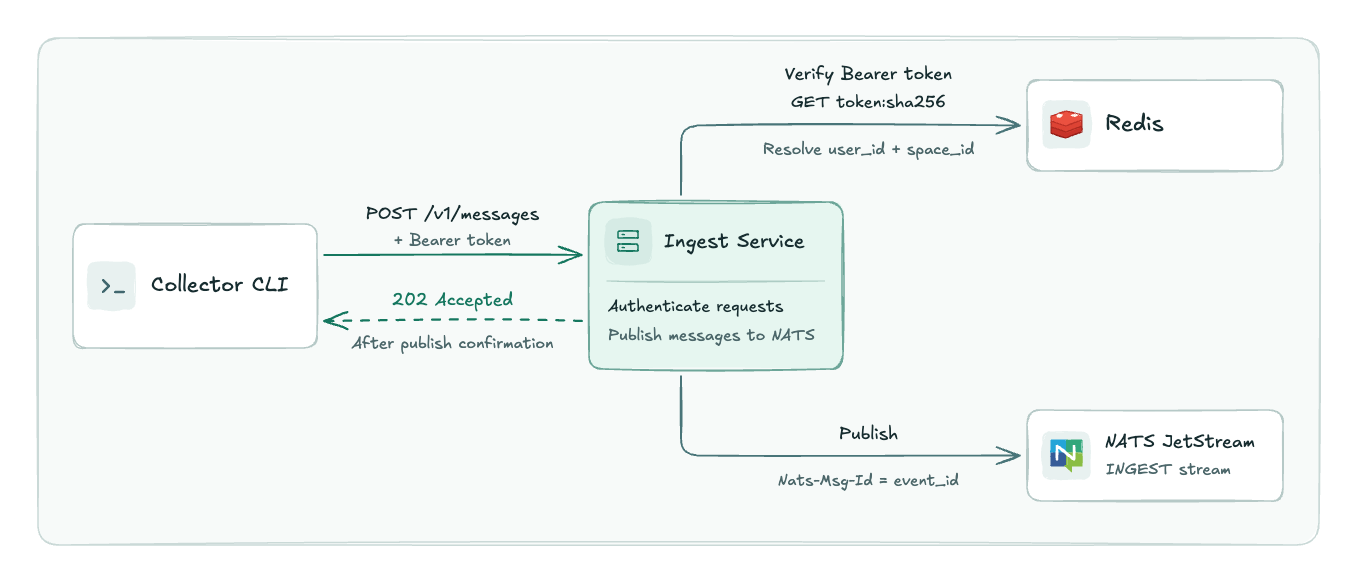 Verify Bearer token
GET token:sha256
Resolve user_id + space_id
Redis
POST /v1/messages
+ Bearer token
Collector CLI
202 Accepted
After publish confirmation
Ingest Service
Authenticate requests
Publish messages to NATS
Publish
Nats-Msg-Id = event_id
N
NATS JetStream
INGEST stream